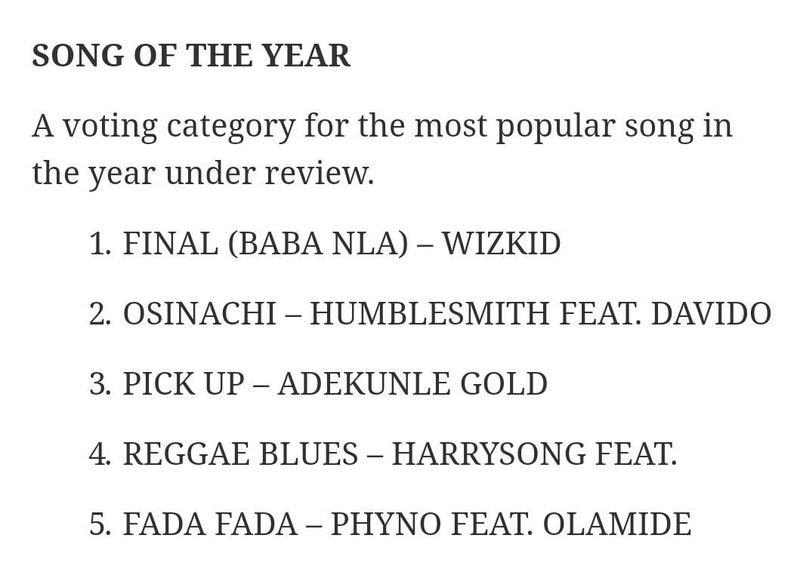 SONG OF THE YEAR
A voting category for the most popular song in
the year under review.
1. FINAL (BABA NLA) – WIZKID
2. OSINACHI – HUMBLESMITH FEAT. DAVIDO
3. PICK UP – ADEKUNLE GOLD
4. REGGAE BLUES – HARRYSONG FEAT.
5. FADA FADA – PHYNO FEAT. OLAMIDE